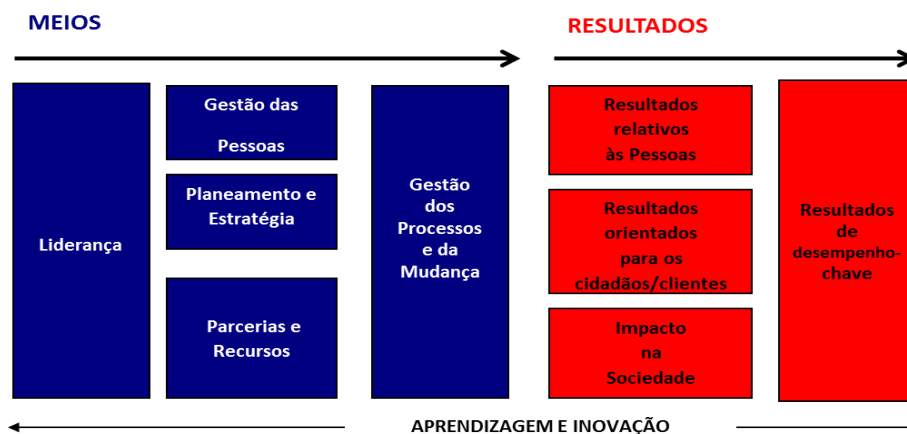 MEIOS
RESULTADOS
Liderança
Gestão das
Pessoas
Planeamento e
Estratégia
Parcerias e
Recursos
Gestão
dos
Processos
e da
Mudança
Resultados
relativos
às Pessoas
Resultados
orientados
para os
cidadãos/clientes
Impacto
na
Sociedade
Resultados
de
desempenho-
chave
APRENDIZAGEM E INOVAÇÃO